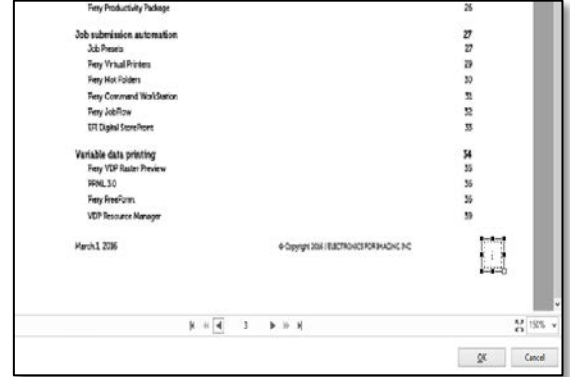 Fiery Productivity Package 26
Job submission automation 27
Job Presets 27
Fiery Virtual Printers 29
Fiery Hot Folders 30
Fiery Command WorkStation 31
Fiery JobFlow 32
EFI Digital StoreFront 33
Variable data printing 34
Fiery VDP Raster Preview 35
PPML 3.0 36
Fiery FreeForm 36
VDP Resource Manager 39
March 1, 2016 © Copyright 2016 | ELECTRONICS FOR IMAGING INC
3 150%
OK Cancel